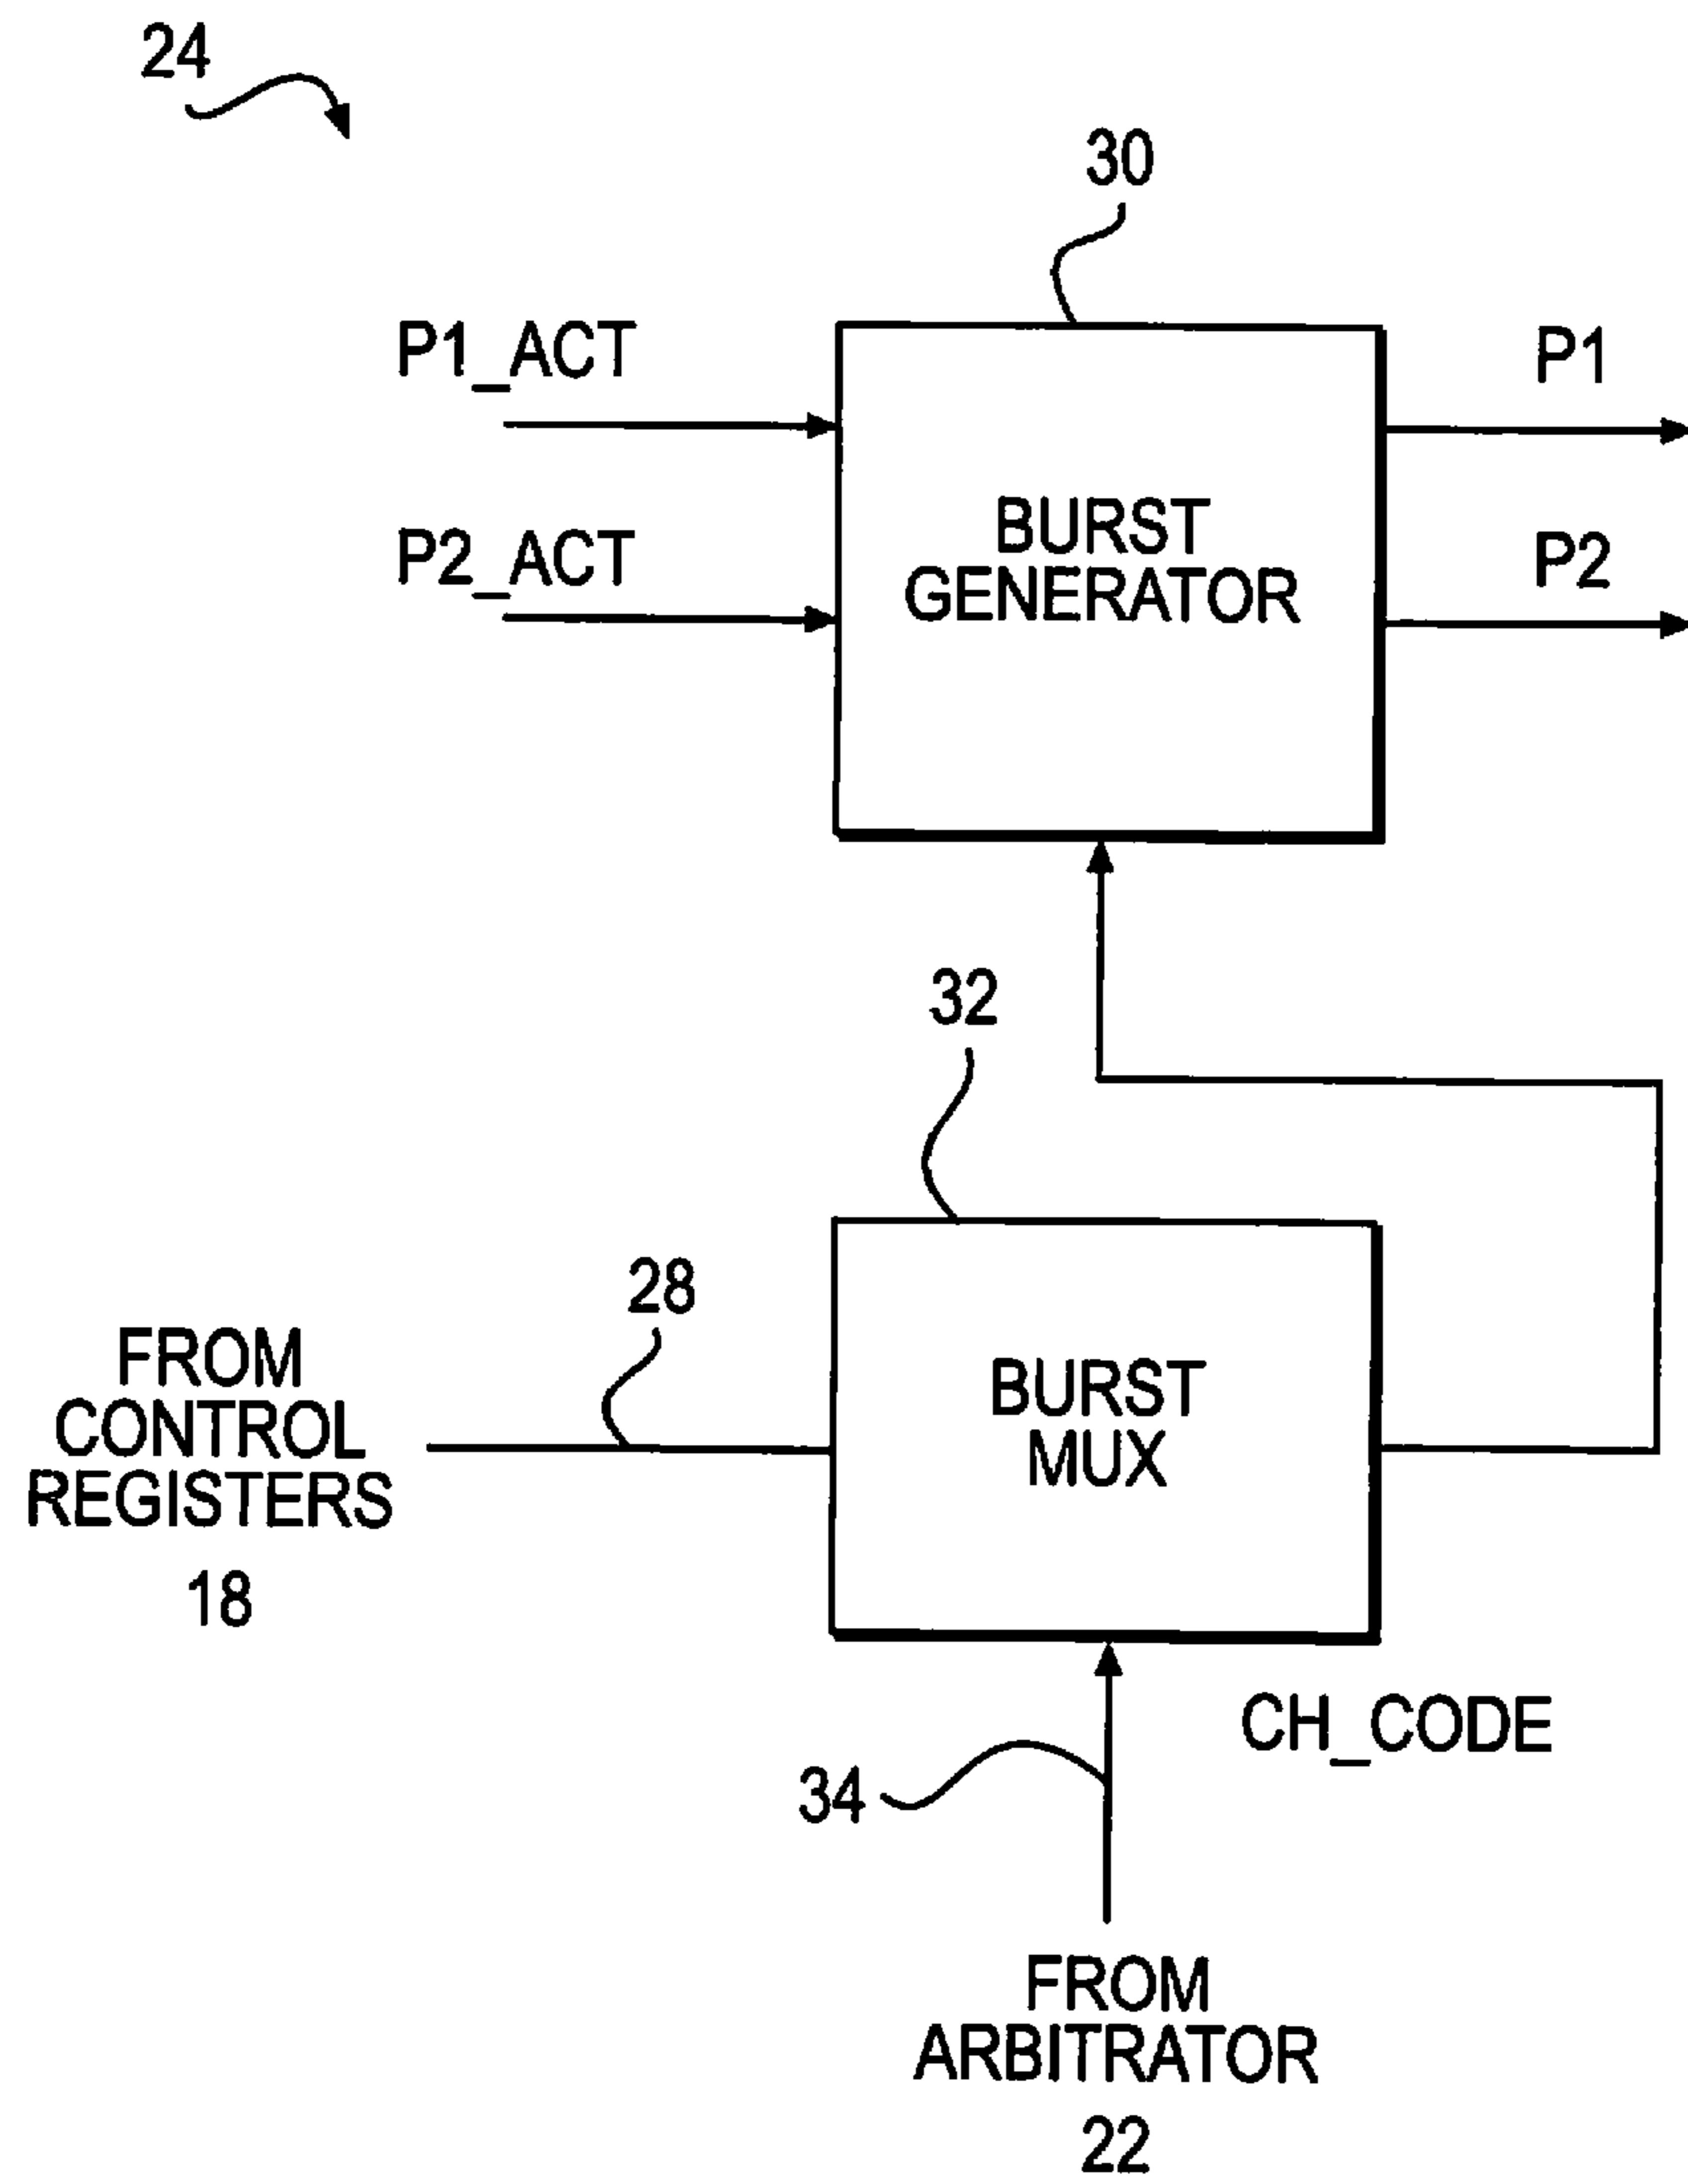 24
30
P1_ACT
P1
P2_ACT
P2
BURST
GENERATOR
32
28
FROM
CONTROL
REGISTERS
18
BURST
MUX
34
CH_CODE
FROM
ARBITRATOR
22